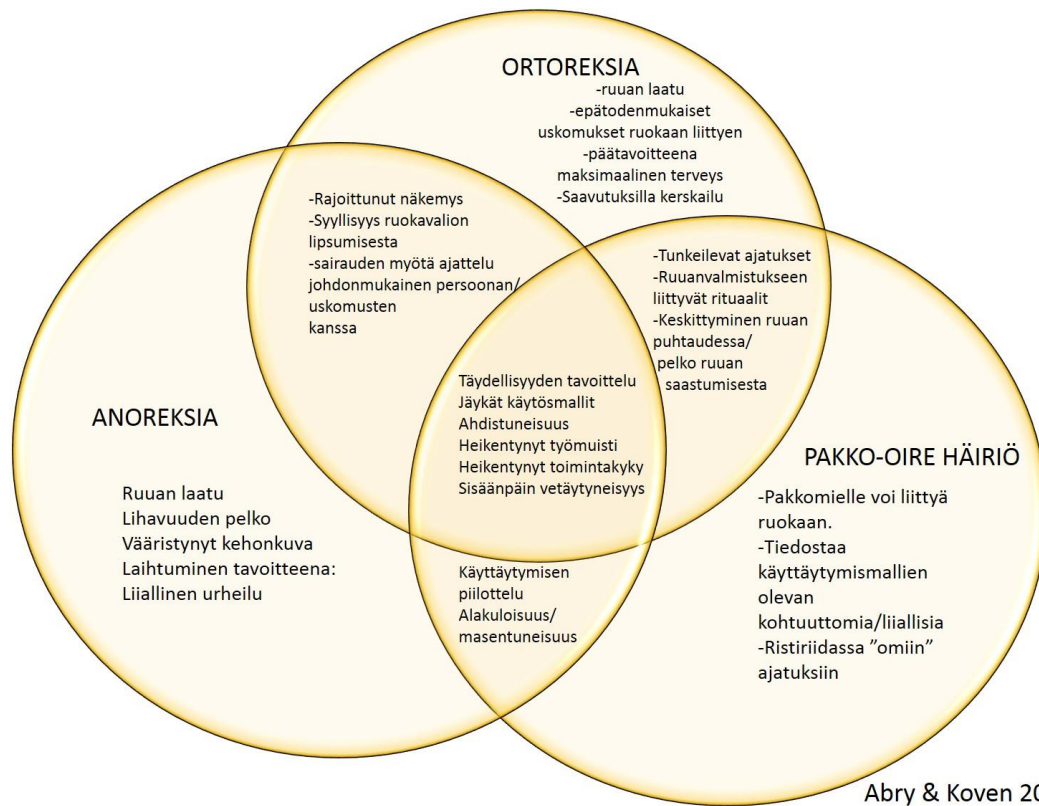 ORTOREKSIA
-ruuan laatu
-epätodenmukaiset
uskomukset ruokaan liittyen
-päätavoitteena
maksimaalinen terveys
-Saavutuksilla kerskailu
-Rajoittunut näkemys
-Syyllisyys ruokavalion
lipsumisesta
-sairauden myötä ajattelu
johdonmukainen persoonan/
uskomusten
kanssa
-Tunkeilevat ajatukset
-Ruuanvalmistukseen
liittyvät rituaalit
-Keskittyminen ruuan
puhtaudessa/
pelko ruuan
saastumisesta
Täydellisyyden tavoittelu
Jäykät käytösmallit
Ahdistuneisuus
Heikentynyt työmuisti
Heikentynyt toimintakyky
Sisäänpäin vetäytyneisyys
ANOREKSIA
Ruuan laatu
Lihavuuden pelko
Vääristynyt kehonkuva
Laihtuminen tavoitteena:
Liiallinen urheilu
PAKKO-OIRE HÄIRIÖ
-Pakkomielle voi liittyä
ruokaan.
-Tiedostaa
käyttäytymismallien
olevan
kohtuuttomia/liiallisia
-Ristiriidassa ”omiin”
ajatuksiin
Käyttäytymisen
piilottelu
Alakuloisuus/
masentuneisuus
Abry & Koven 20